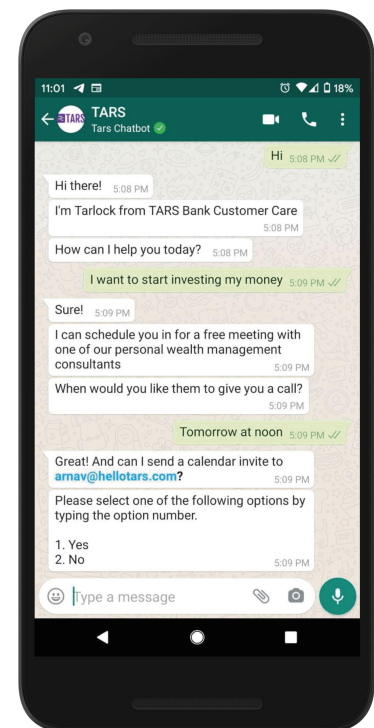 11:01
18%
TARS
TARS
Tars Chatbot
Hi 5:08 PM
Hi there! 5:08 PM
I'm Tarlock from TARS Bank Customer Care
5:08 PM
How can I help you today? 5:08 PM
I want to start investing my money 5:09 PM
Sure! 5:09 PM
I can schedule you in for a free meeting with
one of our personal wealth management
consultants 5:09 PM
When would you like them to give you a call?
5:09 PM
Tomorrow at noon 5:09 PM
Great! And can I send a calendar invite to
arnav@hellotars.com? 5:09 PM
Please select one of the following options by
typing the option number.
1. Yes
2. No 5:09 PM
Type a message